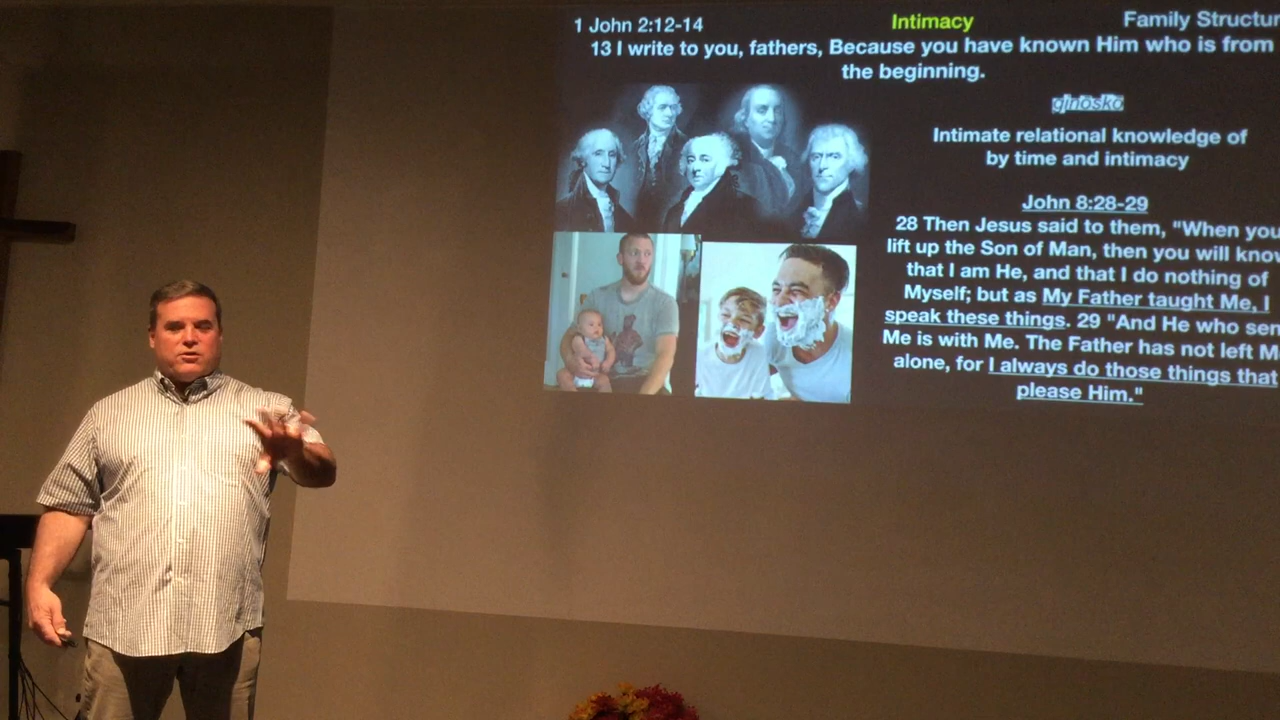 1 John 2:12-14 Intimacy Family Structur
13 I write to you, fathers, Because you have known Him who is from
the beginning.
ginōskō
Intimate relational knowledge of
by time and intimacy
John 8:28-29
28 Then Jesus said to them, "When you
lift up the Son of Man, then you will know
that I am He, and that I do nothing of
Myself; but as My Father taught Me, I
speak these things. 29 "And He who sen
Me is with Me. The Father has not left M
alone, for I always do those things that
please Him."